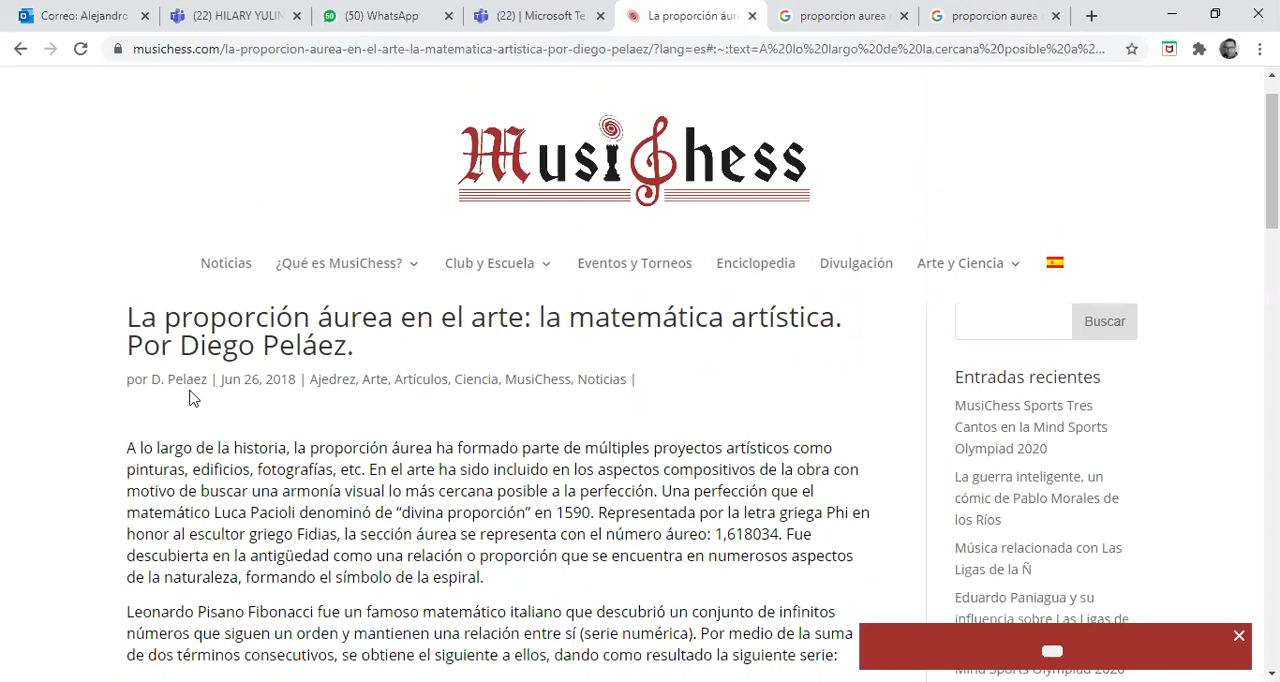 Correo: Alejandro
(22) HILARY YULIN
(50) WhatsApp
(22) | Microsoft Te
La proporción áure
proporcion aurea
proporcion aurea
musichess.com/la-proporcion-aurea-en-el-arte-la-matematica-artistica-por-diego-pelaez/?lang=es#:~:text=A%20lo%20largo%20de%20la,cercana%20posible%20a%2...
MusiChess
Noticias
¿Qué es MusiChess?
Club y Escuela
Eventos y Torneos
Enciclopedia
Divulgación
Arte y Ciencia
La proporción áurea en el arte: la matemática artística.
Por Diego Peláez.
por D. Pelaez | Jun 26, 2018 | Ajedrez, Arte, Artículos, Ciencia, MusiChess, Noticias |
A lo largo de la historia, la proporción áurea ha formado parte de múltiples proyectos artísticos como
pinturas, edificios, fotografías, etc. En el arte ha sido incluido en los aspectos compositivos de la obra con
motivo de buscar una armonía visual lo más cercana posible a la perfección. Una perfección que el
matemático Luca Pacioli denominó de “divina proporción” en 1590. Representada por la letra griega Phi en
honor al escultor griego Fidias, la sección áurea se representa con el número áureo: 1,618034. Fue
descubierta en la antigüedad como una relación o proporción que se encuentra en numerosos aspectos
de la naturaleza, formando el símbolo de la espiral.
Leonardo Pisano Fibonacci fue un famoso matemático italiano que descubrió un conjunto de infinitos
números que siguen un orden y mantienen una relación entre sí (serie numérica). Por medio de la suma
de dos términos consecutivos, se obtiene el siguiente a ellos, dando como resultado la siguiente serie:
Buscar
Entradas recientes
MusiChess Sports Tres
Cantos en la Mind Sports
Olympiad 2020
La guerra inteligente, un
cómic de Pablo Morales de
los Ríos
Música relacionada con Las
Ligas de la Ñ
Eduardo Paniagua y su
influencia sobre Las Ligas de
Mind Sports Olympiad 2020